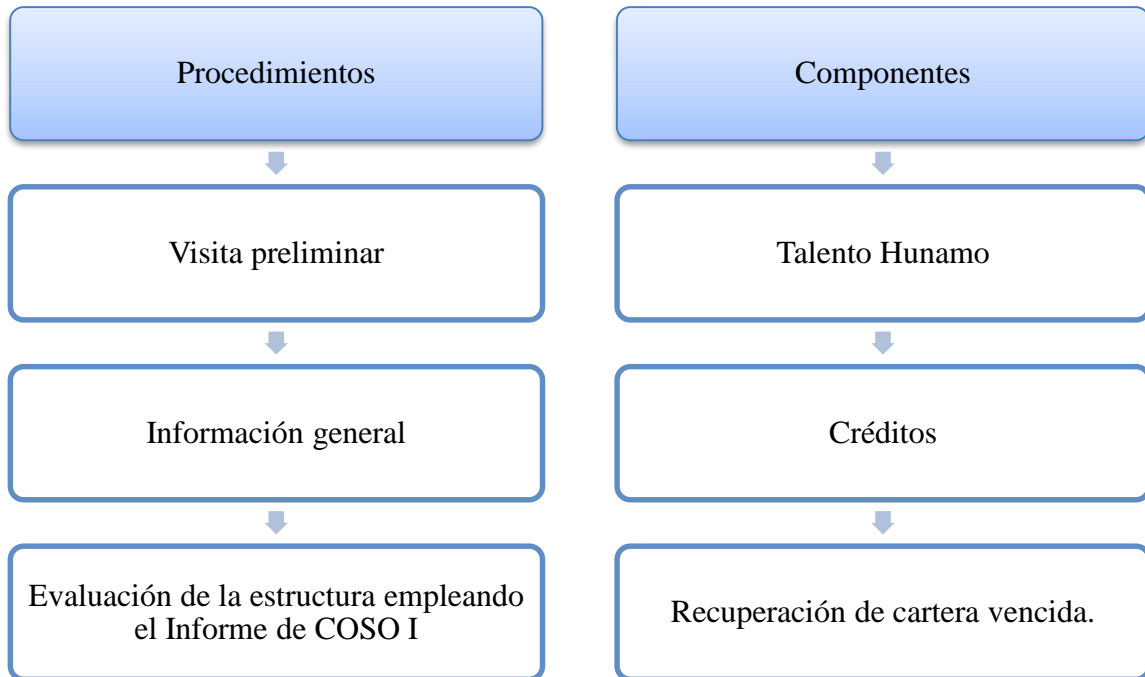 Procedimientos
Visita preliminar
Información general
Evaluación de la estructura empleando
el Informe de COSO I
Componentes
Talento Hunamo
Créditos
Recuperación de cartera vencida.